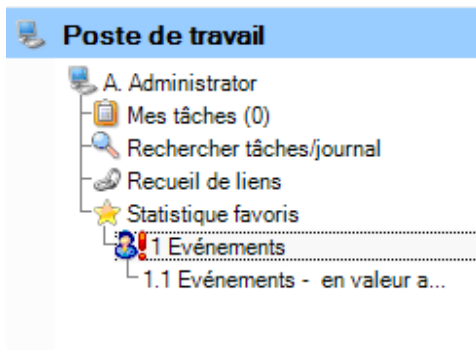 Poste de travail
A. Administrator
Mes tâches (0)
Rechercher tâches/journal
Recueil de liens
Statistique favoris
1 Evénements
1.1 Evénements - en valeur a...